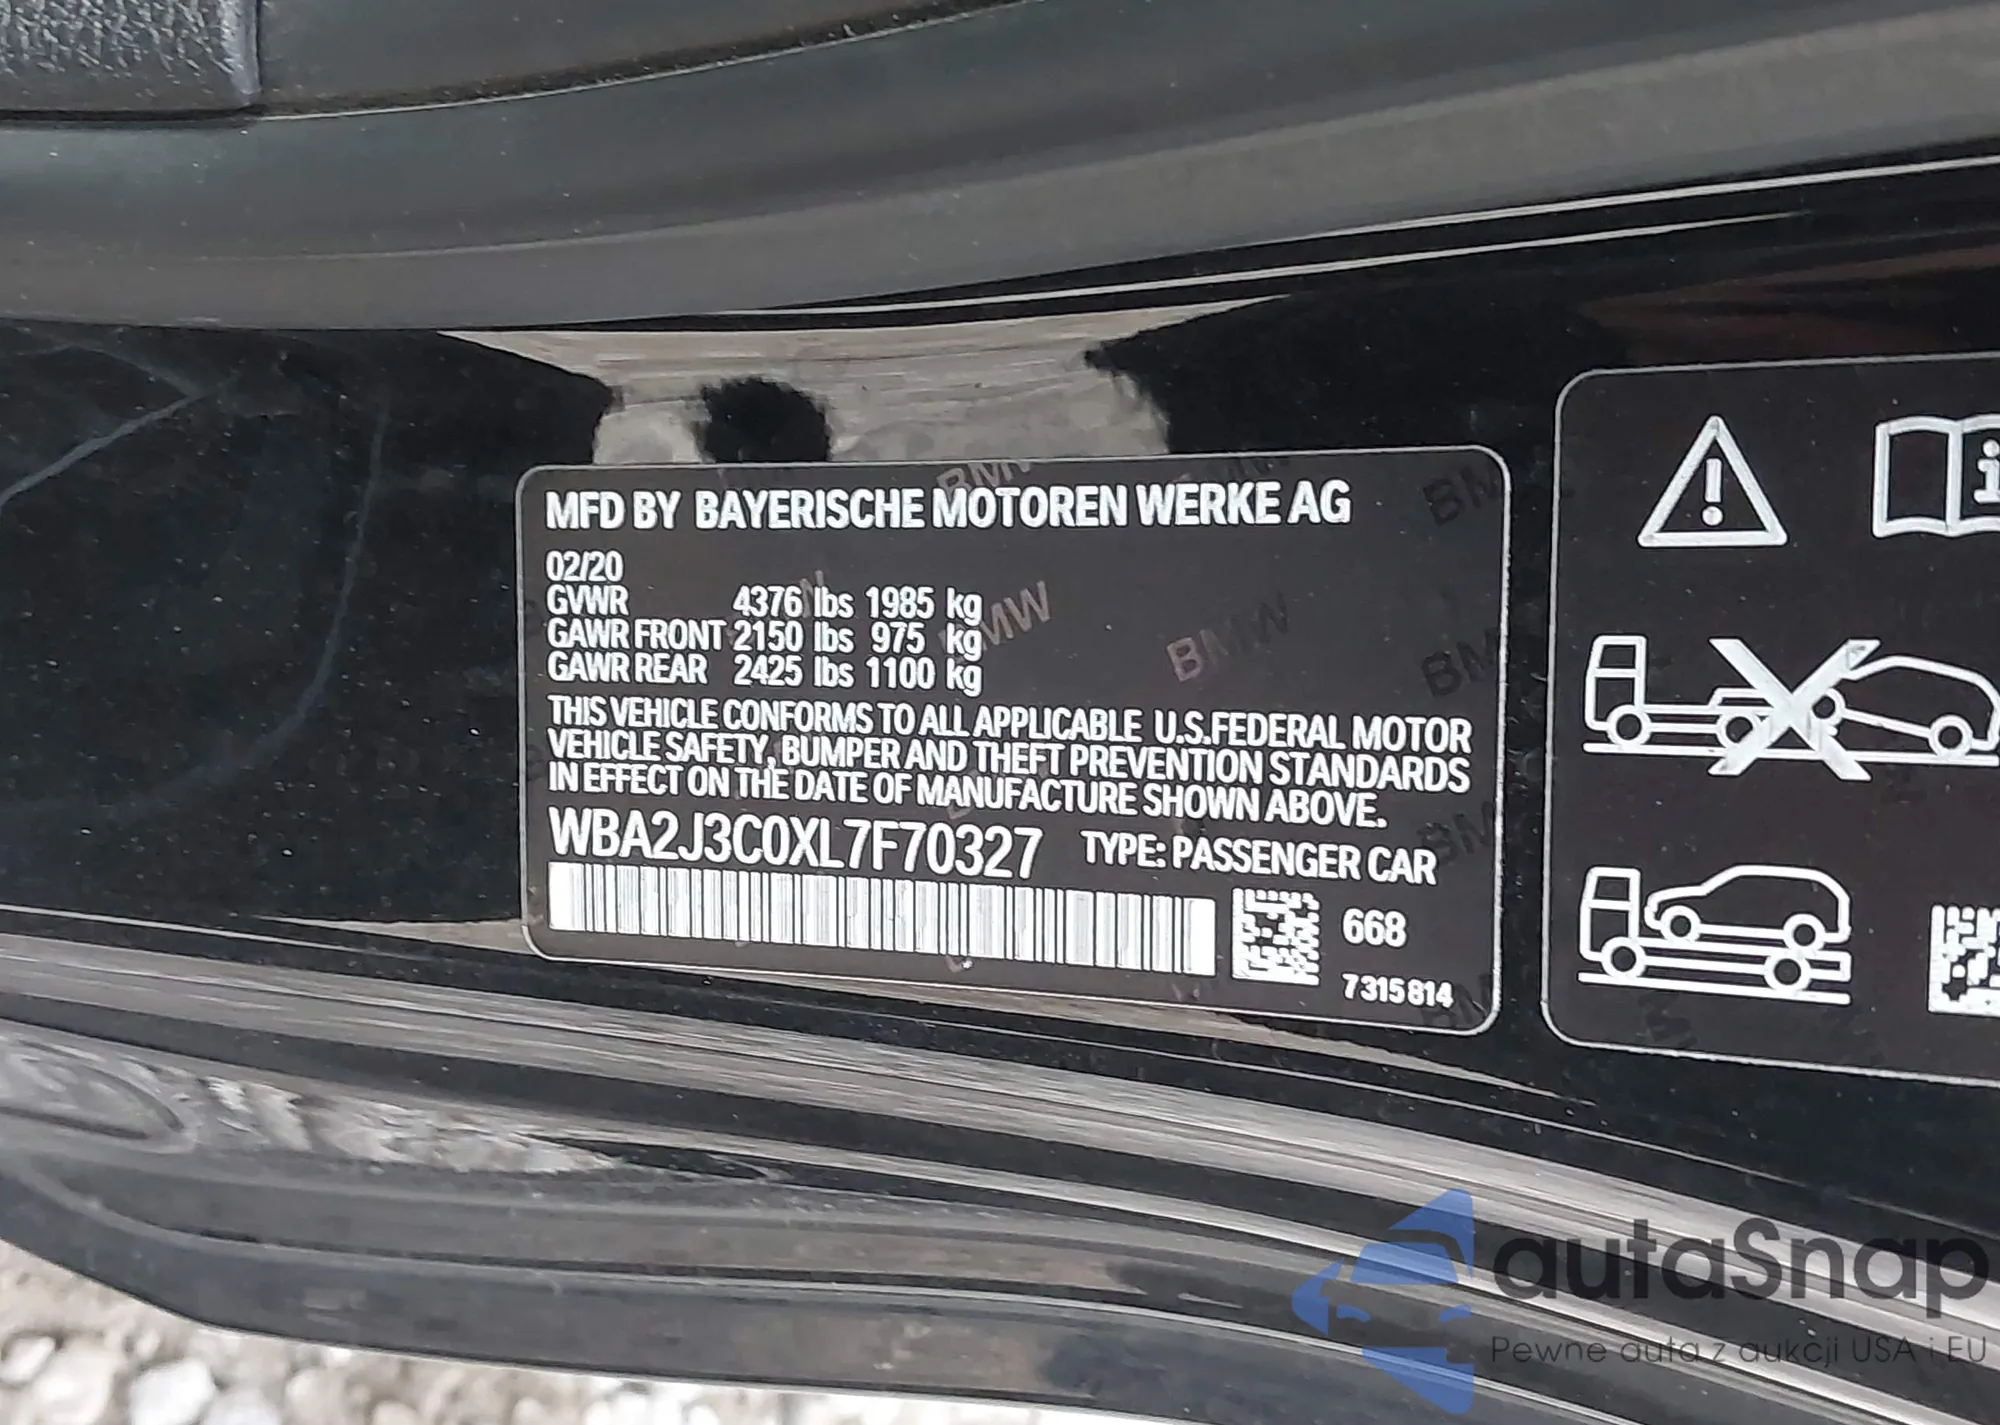 MFD BY BAYERISCHE MOTOREN WERKE AG
02/20
GVWR 4376 lbs 1985 kg
GAWR FRONT 2150 lbs 975 kg
GAWR REAR 2425 lbs 1100 kg
THIS VEHICLE CONFORMS TO ALL APPLICABLE U.S.FEDERAL MOTOR
VEHICLE SAFETY, BUMPER AND THEFT PREVENTION STANDARDS
IN EFFECT ON THE DATE OF MANUFACTURE SHOWN ABOVE.
WBA2J3C0XL7F70327 TYPE: PASSENGER CAR
668
7315814
BMW
BMW
autaSnap
Pewne auta z aukcji USA i EU